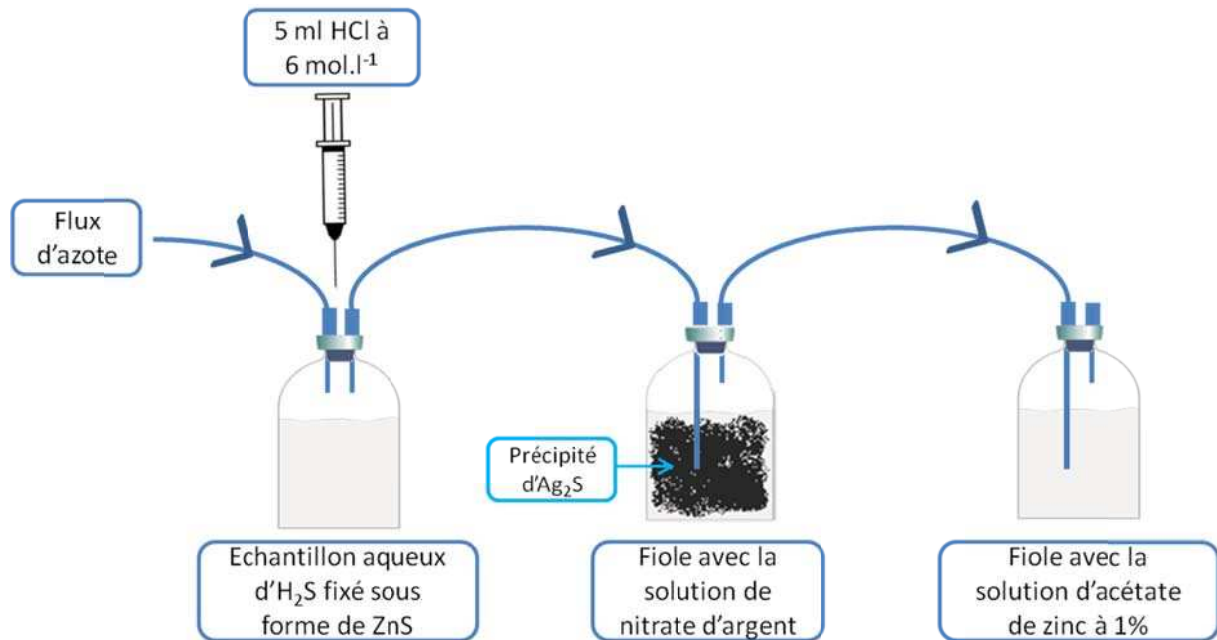 5 ml HCl à
6 mol.l⁻¹
Flux
d'azote
Précipité
d'Ag₂S
Echantillon aqueux
d'H₂S fixé sous
forme de ZnS
Fiole avec la
solution de
nitrate d'argent
Fiole avec la
solution d'acétate
de zinc à 1%